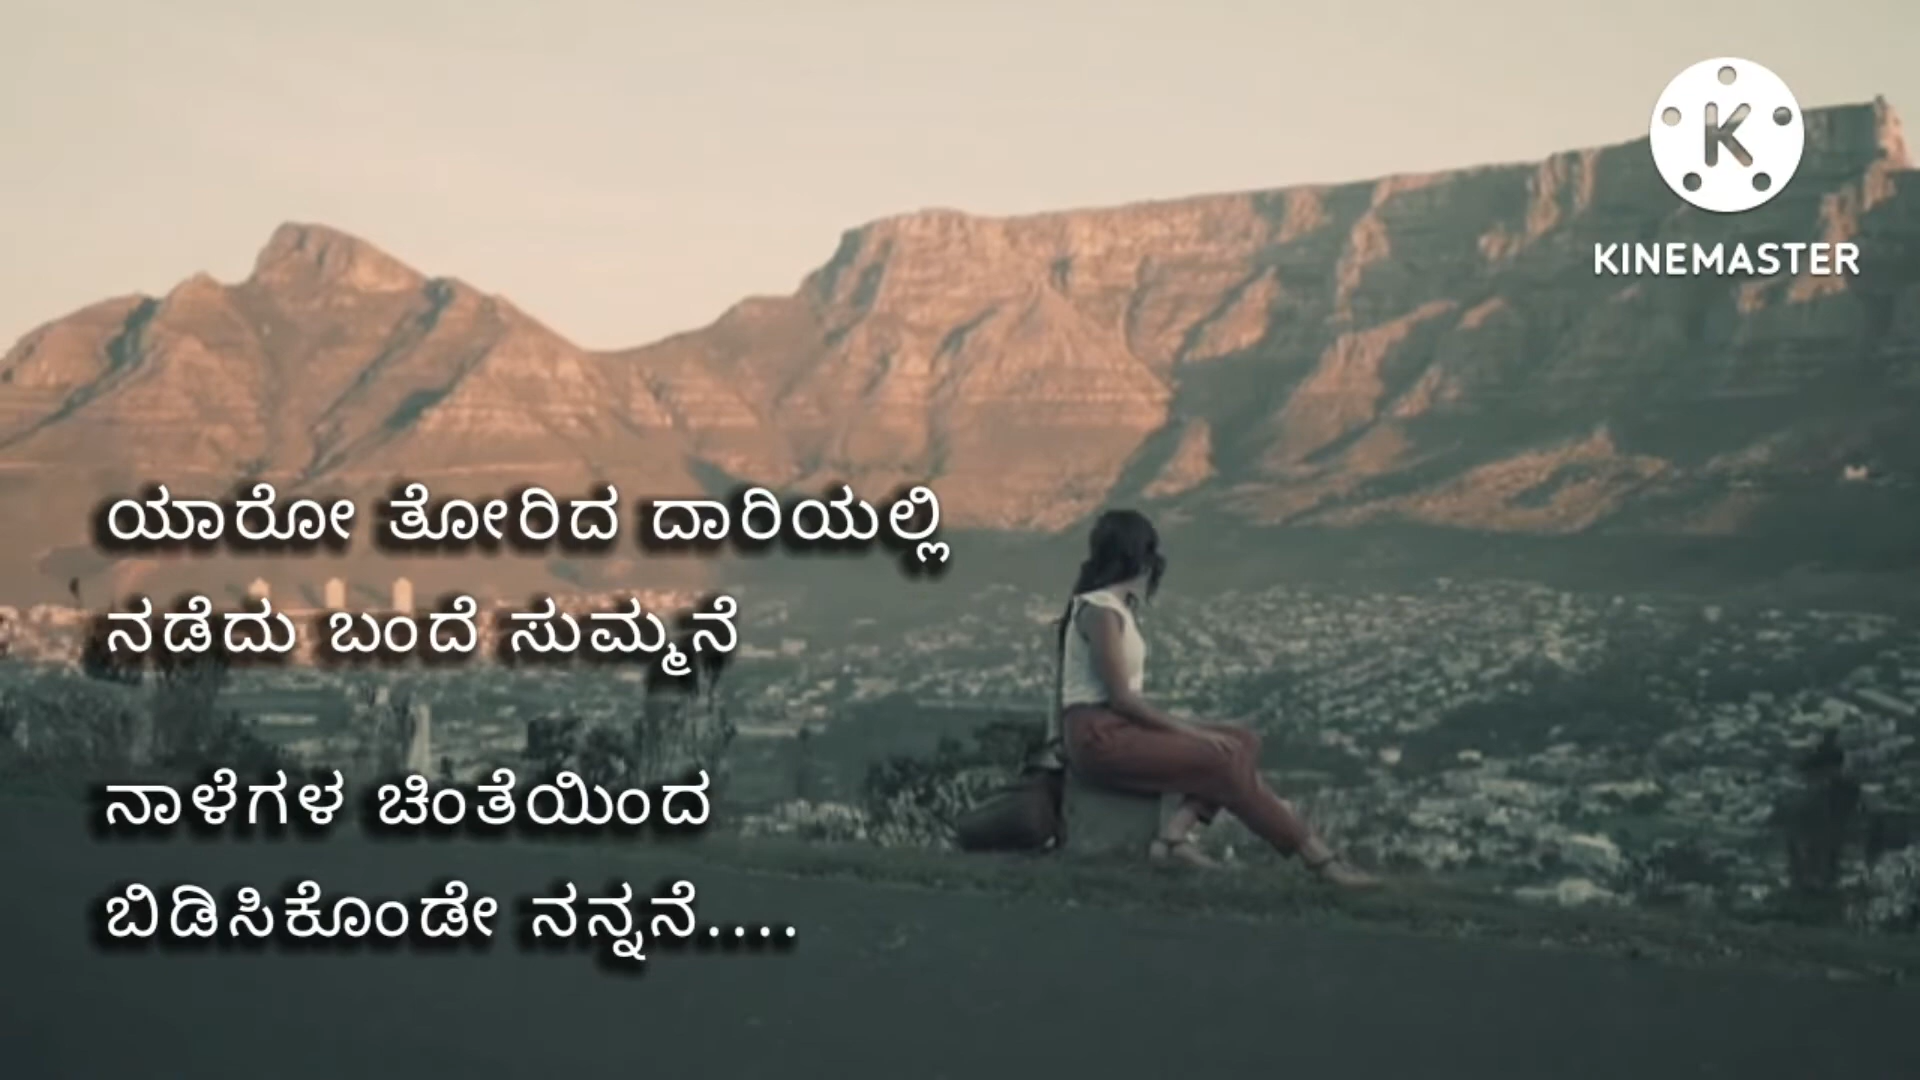 KINEMASTER
ಯಾರೋ ತೋರಿದ ದಾರಿಯಲ್ಲಿ
ನಡೆದು ಬಂದೆ ಸುಮ್ಮನೆ
ನಾಳೆಗಳ ಚಿಂತೆಯಿಂದ
ಬಿಡಿಸಿಕೊಂಡೇ ನನ್ನನೆ....